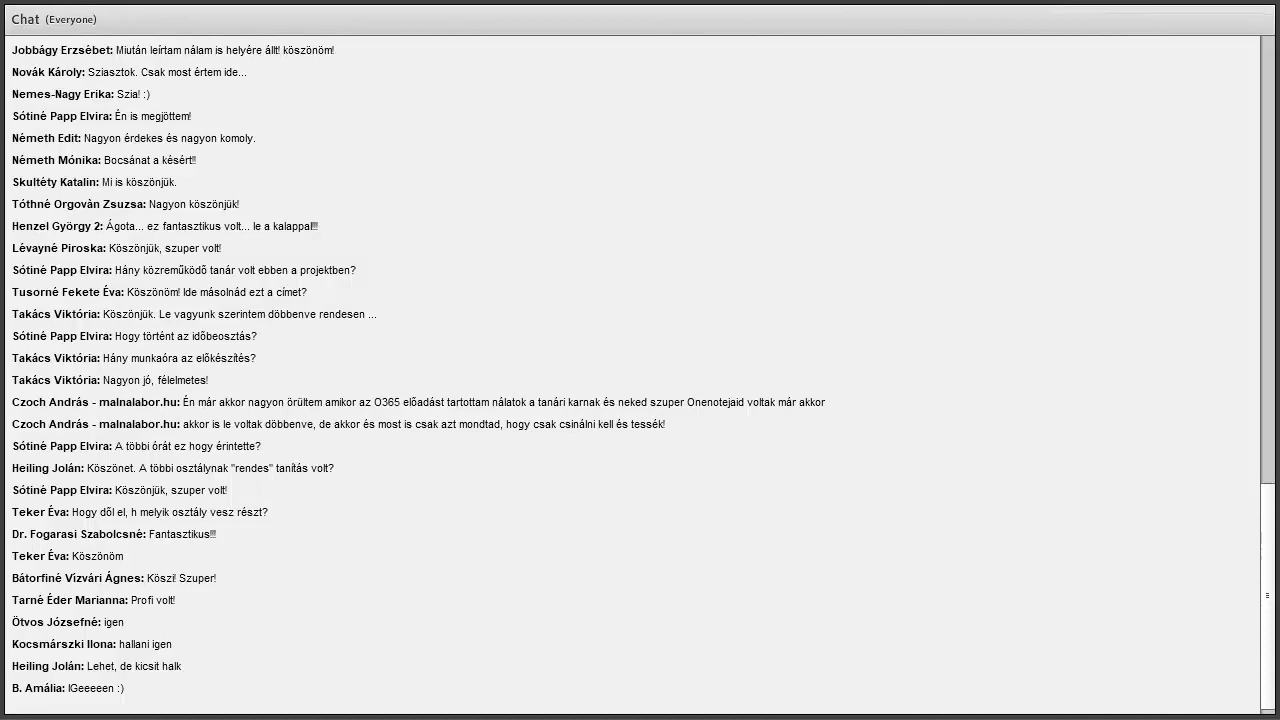 Chat (Everyone)
Jobbágy Erzsébet: Miután leírtam nálam is helyére állt! köszönöm!
Novák Károly: Sziasztok. Csak most értem ide...
Nemes-Nagy Erika: Szia! :)
Sótiné Papp Elvira: Én is megjöttem!
Németh Edit: Nagyon érdekes és nagyon komoly.
Németh Mónika: Bocsánat a késért!!
Skultéty Katalin: Mi is köszönjük.
Tóthné Orgovàn Zsuzsa: Nagyon köszönjük!
Henzel György 2: Ágota... ez fantasztikus volt... le a kalappal!!!
Lévayné Piroska: Köszönjük, szuper volt!
Sótiné Papp Elvira: Hány közreműködő tanár volt ebben a projektben?
Tusorné Fekete Éva: Köszönöm! Ide másolnád ezt a címet?
Takács Viktória: Köszönjük. Le vagyunk szerintem döbbenve rendesen ...
Sótiné Papp Elvira: Hogy történt az időbeosztás?
Takács Viktória: Hány munkaóra az előkészítés?
Takács Viktória: Nagyon jó, félelmetes!
Czoch András - malnalabor.hu: Én már akkor nagyon örültem amikor az O365 előadást tartottam nálatok a tanári karnak és neked szuper Onenotejaid voltak már akkor
Czoch András - malnalabor.hu: akkor is le voltak döbbenve, de akkor és most is csak azt mondtad, hogy csak csinálni kell és tessék!
Sótiné Papp Elvira: A többi órát ez hogy érintette?
Heiling Jolán: Köszönet. A többi osztálynak "rendes" tanítás volt?
Sótiné Papp Elvira: Köszönjük, szuper volt!
Teker Éva: Hogy dől el, h melyik osztály vesz részt?
Dr. Fogarasi Szabolcsné: Fantasztikus!!!
Teker Éva: Köszönöm
Bátorfiné Vízvári Ágnes: Köszi! Szuper!
Tarné Éder Marianna: Profi volt!
Ötvos Józsefné: igen
Kocsmárszki Ilona: hallani igen
Heiling Jolán: Lehet, de kicsit halk
B. Amália: IGeeeeen :)